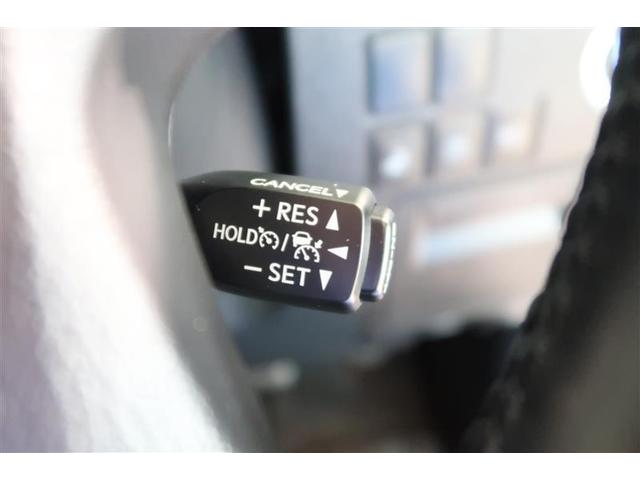 CANCEL▼
+ RES ▲
HOLD / ◄
− SET ▼